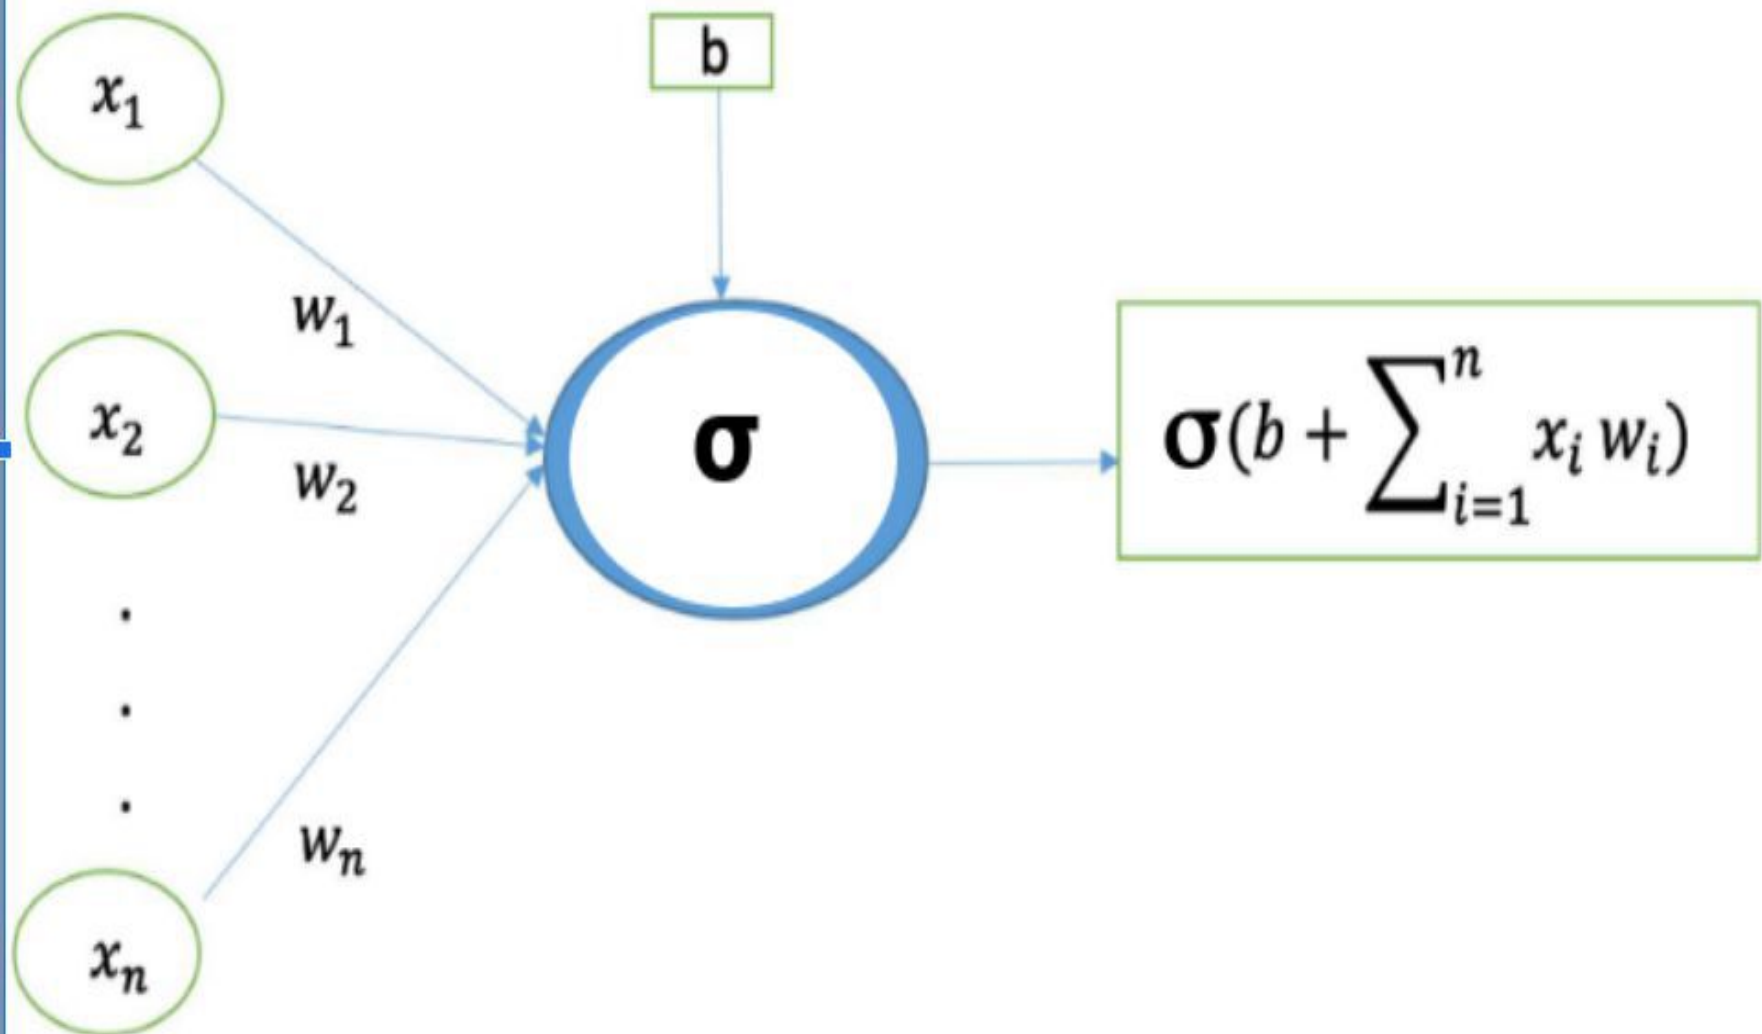 x₁
b
w₁
x₂
w₂
σ
σ(b + ∑ⁿᵢ₌₁ xᵢ wᵢ)
.
.
.
wₙ
xₙ